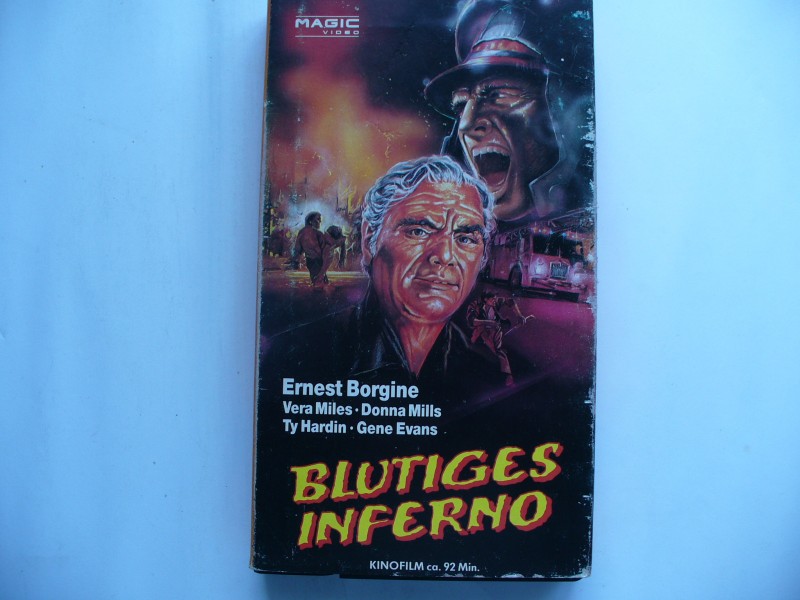 MAGIC
VIDEO
Ernest Borgine
Vera Miles · Donna Mills
Ty Hardin · Gene Evans
BLUTIGES
INFERNO
KINOFILM ca. 92 Min.